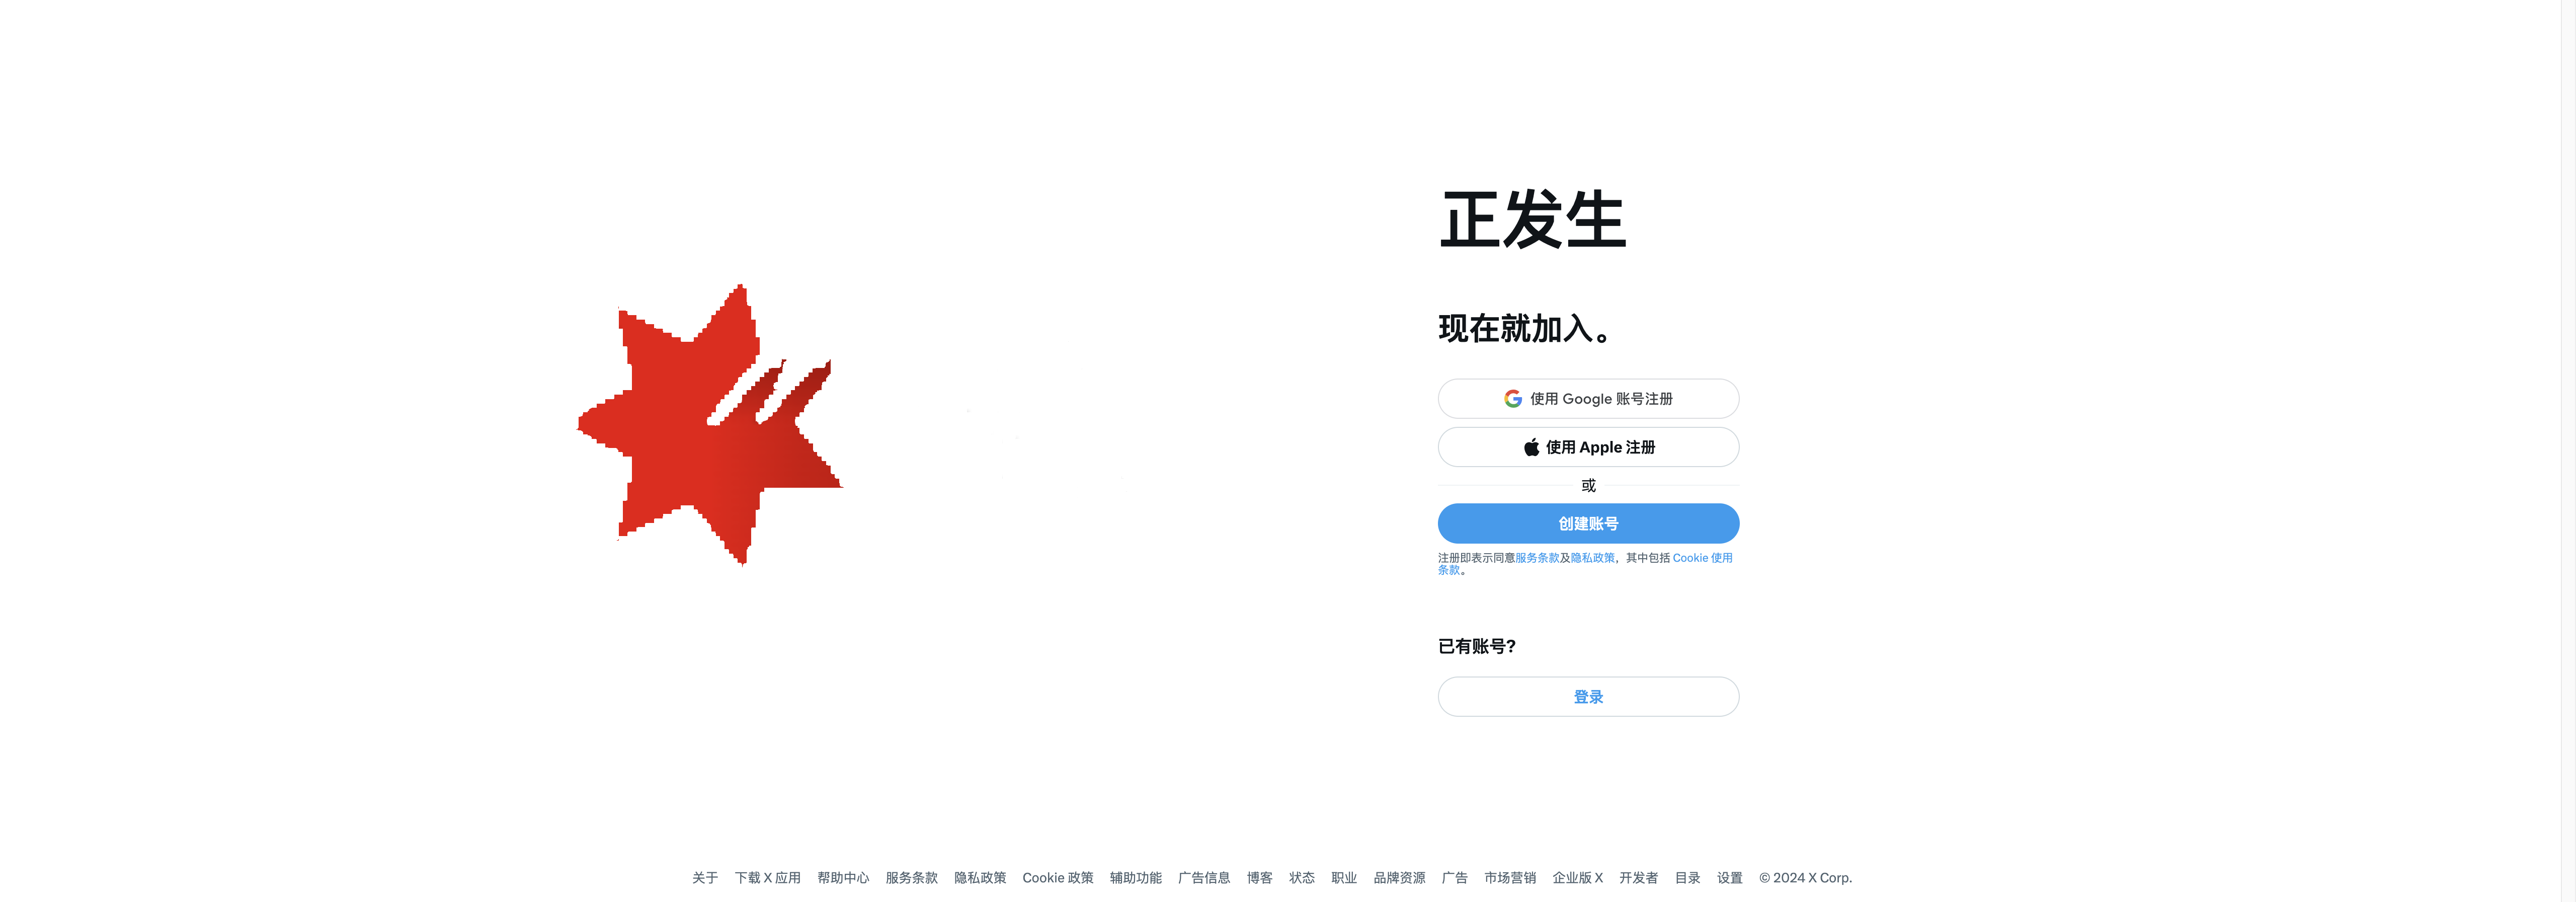 正发生
现在就加入。
使用 Google 账号注册
使用 Apple 注册
或
创建账号
注册即表示同意服务条款及隐私政策，其中包括 Cookie 使用
条款。
已有账号?
登录
关于 下载 X 应用 帮助中心 服务条款 隐私政策 Cookie 政策 辅助功能 广告信息 博客 状态 职业 品牌资源 广告 市场营销 企业版 X 开发者 目录 设置 © 2024 X Corp.